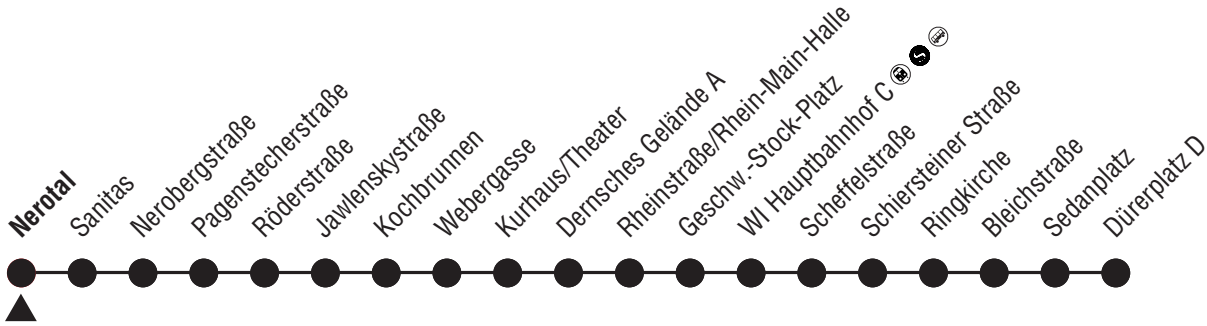 Nerotal
Sanitas
Nerobergstraße
Pagenstecherstraße
Röderstraße
Jawlenskystraße
Kochbrunnen
Webergasse
Kurhaus/Theater
Dernsches Gelände A
Rheinstraße/Rhein-Main-Halle
Geschw.-Stock-Platz
WI Hauptbahnhof C S
Scheffelstraße
Schiersteiner Straße
Ringkirche
Bleichstraße
Sedanplatz
Dürerplatz D